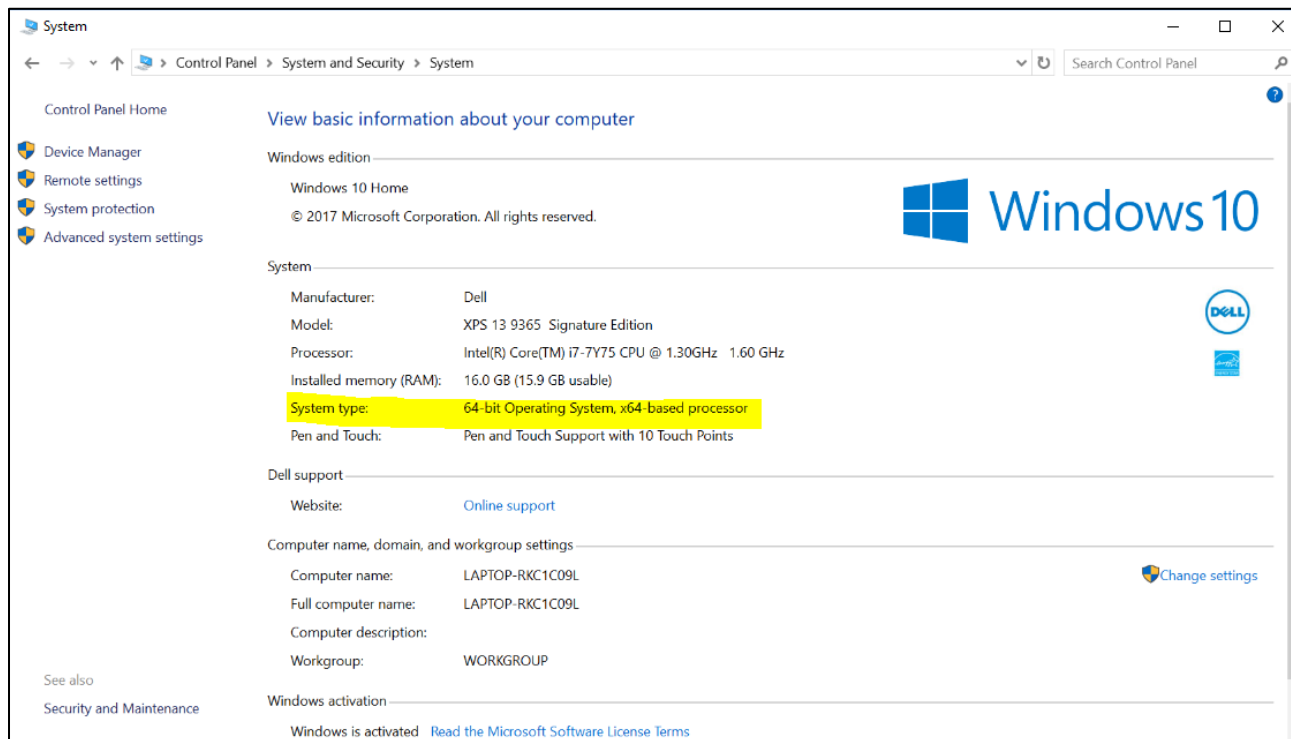 System
Control Panel > System and Security > System
Search Control Panel
Control Panel Home
Device Manager
Remote settings
System protection
Advanced system settings
See also
Security and Maintenance
?
View basic information about your computer
Windows edition
Windows 10 Home
© 2017 Microsoft Corporation. All rights reserved.
Windows 10
System
Manufacturer: Dell
Model: XPS 13 9365 Signature Edition
Processor: Intel(R) Core(TM) i7-7Y75 CPU @ 1.30GHz 1.60 GHz
Installed memory (RAM): 16.0 GB (15.9 GB usable)
System type: 64-bit Operating System, x64-based processor
Pen and Touch: Pen and Touch Support with 10 Touch Points
DELL
Dell support
Website: Online support
Computer name, domain, and workgroup settings
Computer name: LAPTOP-RKC1C09L
Change settings
Full computer name: LAPTOP-RKC1C09L
Computer description:
Workgroup: WORKGROUP
Windows activation
Windows is activated Read the Microsoft Software License Terms